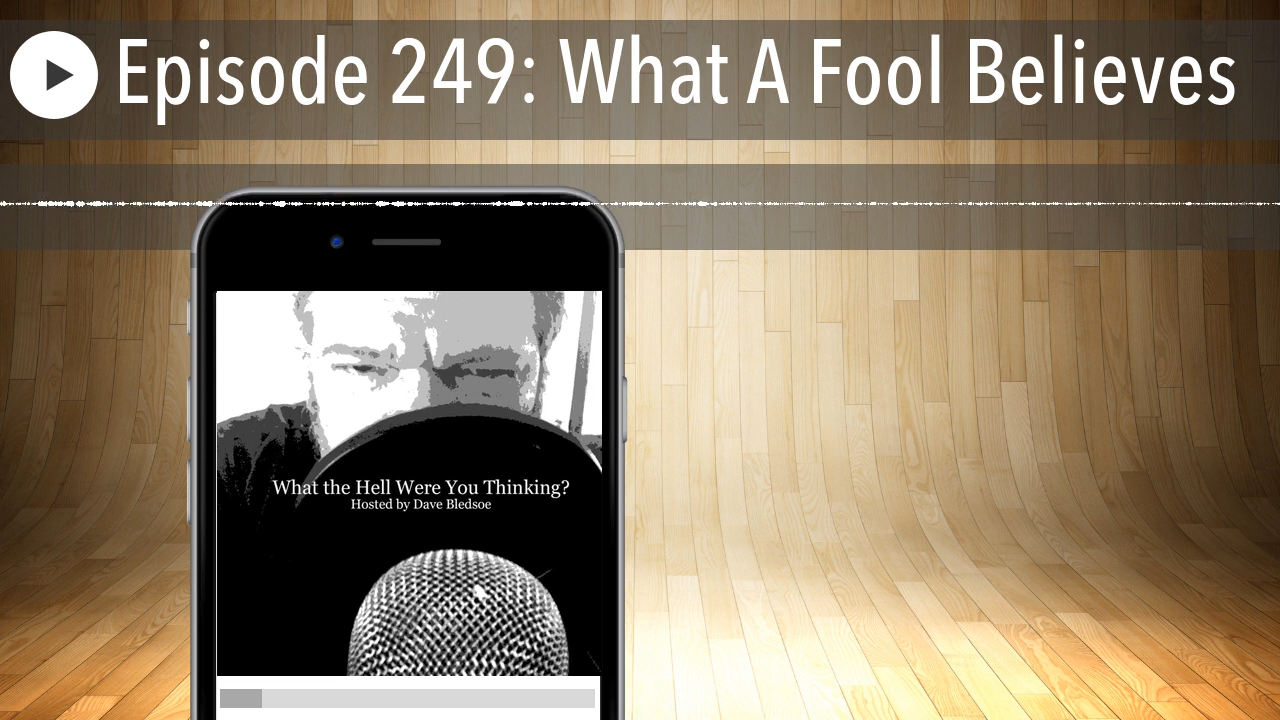 Episode 249: What A Fool Believes
What the Hell Were You Thinking?
Hosted by Dave Bledsoe